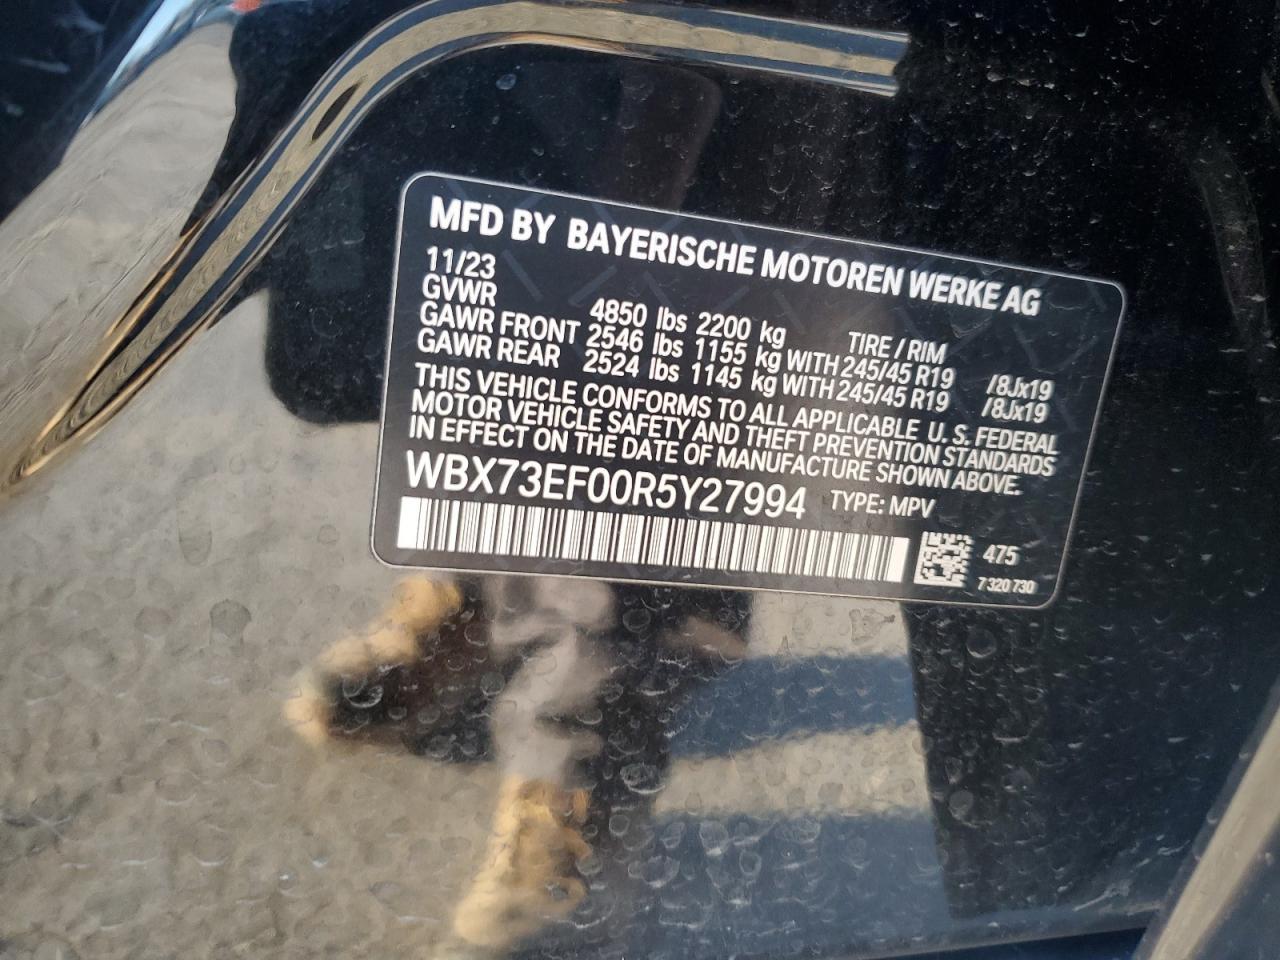 MFD BY BAYERISCHE MOTOREN WERKE AG
11/23
GVWR 4850 lbs 2200 kg TIRE / RIM
GAWR FRONT 2546 lbs 1155 kg WITH 245/45 R19 /8Jx19
GAWR REAR 2524 lbs 1145 kg WITH 245/45 R19 /8Jx19
THIS VEHICLE CONFORMS TO ALL APPLICABLE U.S. FEDERAL
MOTOR VEHICLE SAFETY AND THEFT PREVENTION STANDARDS
IN EFFECT ON THE DATE OF MANUFACTURE SHOWN ABOVE.
WBX73EF00R5Y27994 TYPE: MPV
475
7 320 730